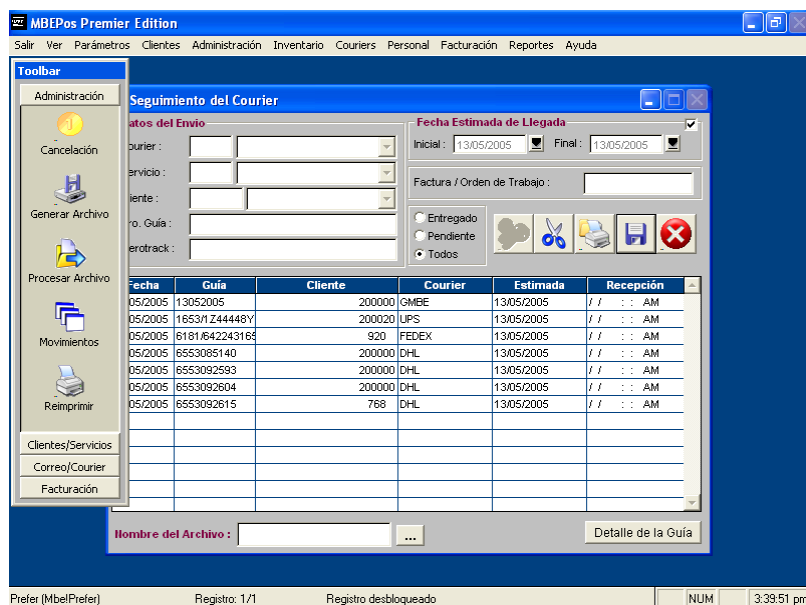 MBEPos Premier Edition
Salir Ver Parámetros Clientes Administración Inventario Couriers Personal Facturación Reportes Ayuda
Toolbar
Administración
Cancelación
Generar Archivo
Procesar Archivo
Movimientos
Reimprimir
Clientes/Servicios
Correo/Courier
Facturación
Seguimiento del Courier
atos del Envio
ourier :
ervicio :
iente :
ro. Guía :
erotrack :
Fecha Estimada de Llegada
Inicial : 13/05/2005 Final : 13/05/2005
Factura / Orden de Trabajo :
Entregado
Pendiente
Todos
Fecha Guía Cliente Courier Estimada Recepción
05/2005 13052005 200000 GMBE 13/05/2005 / / : : AM
05/2005 1653/1Z44448Y 200020 UPS 13/05/2005 / / : : AM
05/2005 6181/642243165 920 FEDEX 13/05/2005 / / : : AM
05/2005 6553085140 200000 DHL 13/05/2005 / / : : AM
05/2005 6553092593 200000 DHL 13/05/2005 / / : : AM
05/2005 6553092604 200000 DHL 13/05/2005 / / : : AM
05/2005 6553092615 768 DHL 13/05/2005 / / : : AM
Nombre del Archivo : ... Detalle de la Guía
Prefer (Mbe!Prefer) Registro: 1/1 Registro desbloqueado NUM 3:39:51 pm